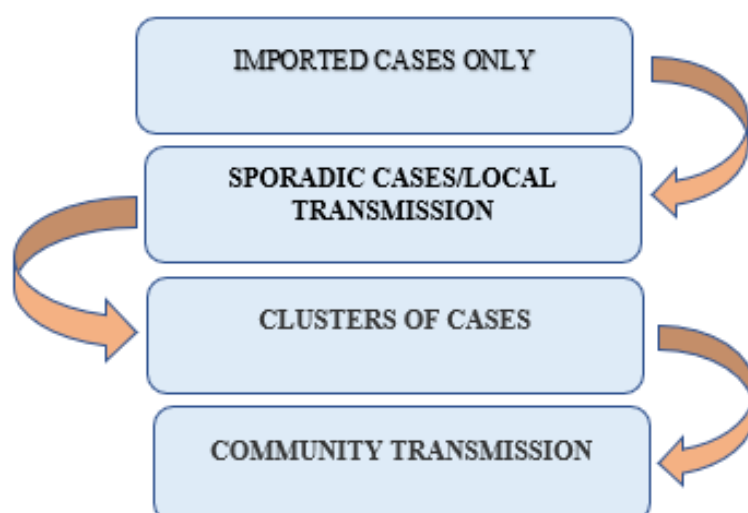 IMPORTED CASES ONLY
SPORADIC CASES/LOCAL
TRANSMISSION
CLUSTERS OF CASES
COMMUNITY TRANSMISSION